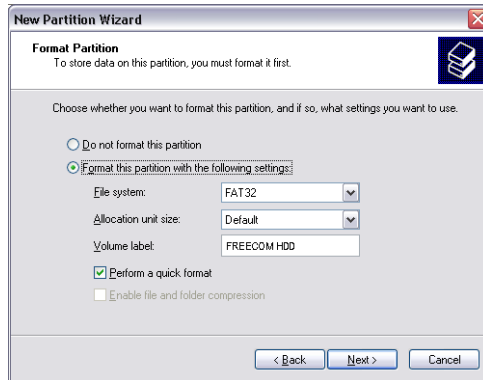 New Partition Wizard
Format Partition
To store data on this partition, you must format it first.
Choose whether you want to format this partition, and if so, what settings you want to use.
Do not format this partition
Format this partition with the following settings:
File system: FAT32
Allocation unit size: Default
Volume label: FREECOM HDD
Perform a quick format
Enable file and folder compression
< Back Next > Cancel